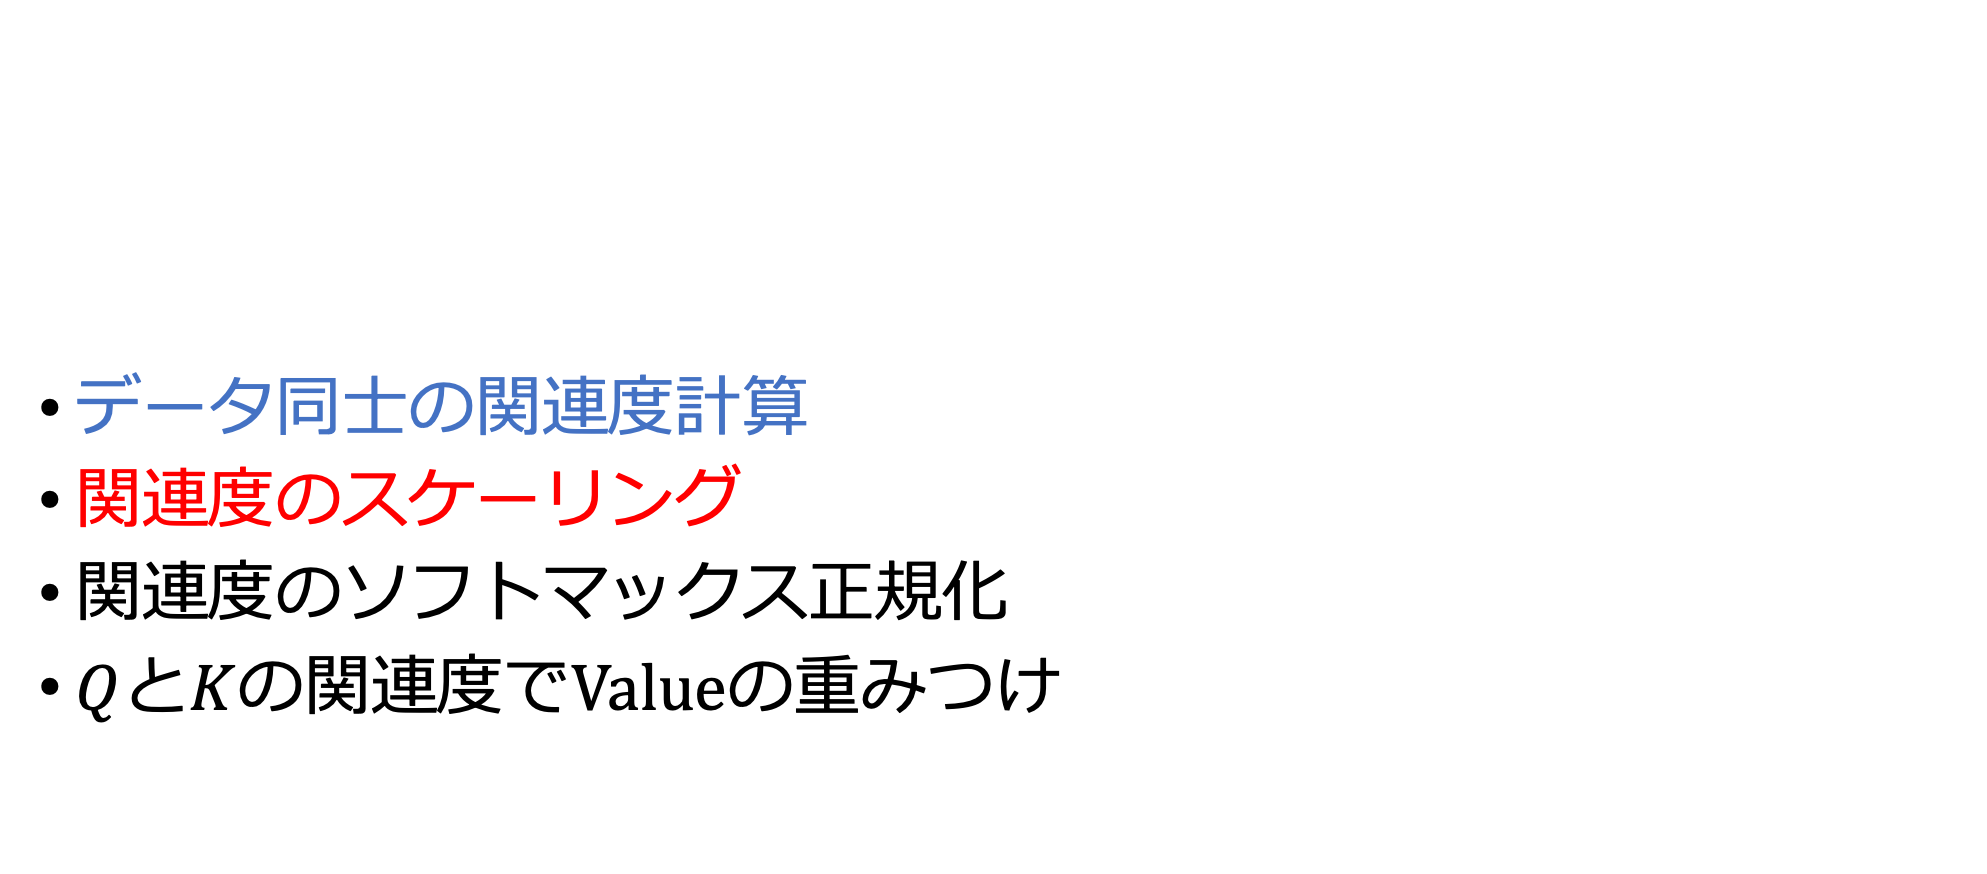 • データ同士の関連度計算
• 関連度のスケーリング
• 関連度のソフトマックス正規化
• QとKの関連度でValueの重みつけ